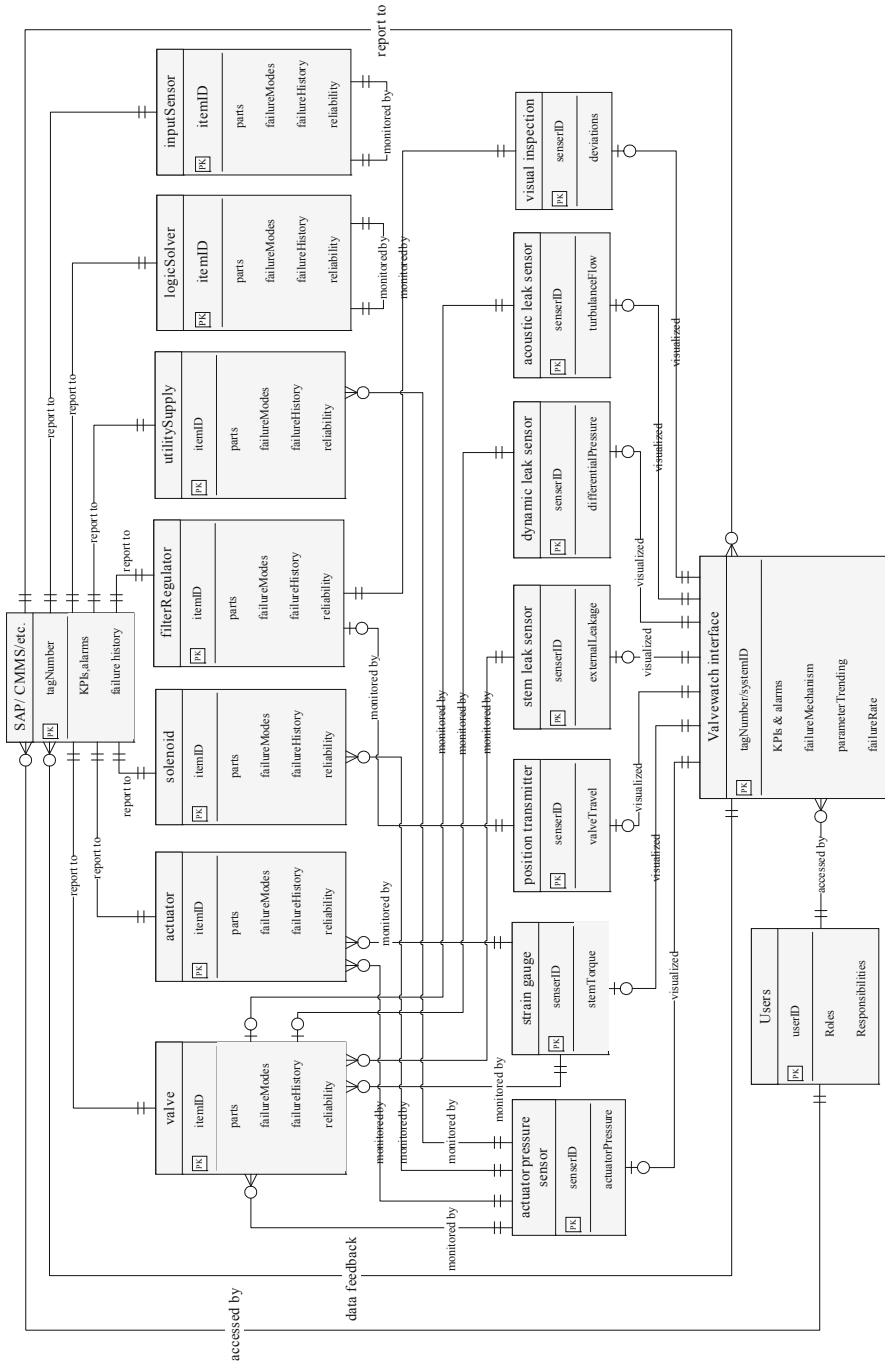 SAP/ CMMS/etc.
PK
tagNumber
KPIs,alarms
failure history
report to
report to
report to
report to
report to
report to
report to
report to
valve
PK
itemID
parts
failureModes
failureHistory
reliability
actuator
PK
itemID
parts
failureModes
failureHistory
reliability
solenoid
PK
itemID
parts
failureModes
failureHistory
reliability
filterRegulator
PK
itemID
parts
failureModes
failureHistory
reliability
utilitySupply
PK
itemID
parts
failureModes
failureHistory
reliability
logicSolver
PK
itemID
parts
failureModes
failureHistory
reliability
inputSensor
PK
itemID
parts
failureModes
failureHistory
reliability
monitored by
monitored by
monitored by
monitored by
monitored by
monitored by
monitored by
monitored by
monitored by
monitored by
monitored by
monitored by
monitored by
monitored by
actuatorpressure
sensor
PK
senserID
actuatorPressure
strain gauge
PK
senserID
stemTorque
position transmitter
PK
senserID
valveTravel
stem leak sensor
PK
senserID
externalLeakage
dynamic leak sensor
PK
senserID
differentialPressure
acoustic leak sensor
PK
senserID
turbulanceFlow
visual inspection
PK
senserID
deviations
visualized
visualized
visualized
visualized
visualized
visualized
visualized
Users
PK
userID
Roles
Responsibilities
accessed by
Valvewatch interface
PK
tagNumber/systemID
KPIs & alarms
failureMechanism
parameterTrending
failureRate
accessed by
data feedback